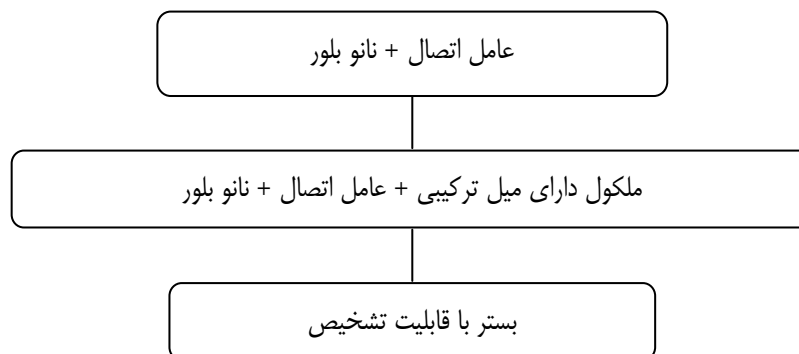 عامل اتصال + نانو بلور
ملکول دارای میل ترکیبی + عامل اتصال + نانو بلور
بستر با قابلیت تشخیص